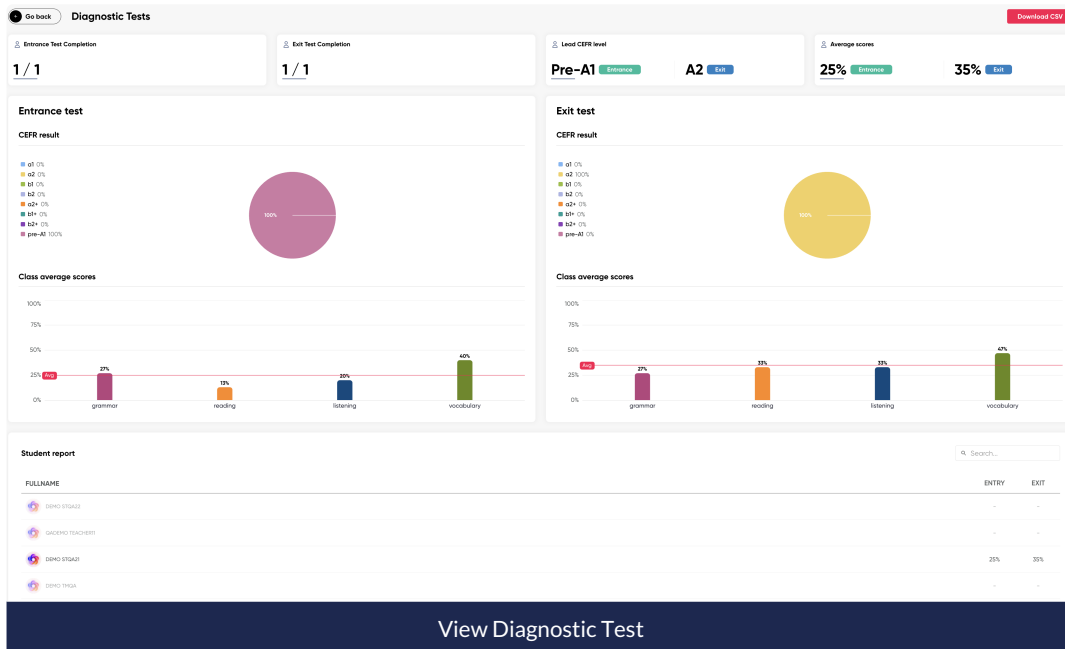 Go back Diagnostic Tests Download CSV
Entrance Test Completion
1 / 1
Exit Test Completion
1 / 1
Lead CEFR level
Pre-A1 Entrance A2 Exit
Average scores
25% Entrance 35% Exit
Entrance test
CEFR result
a1 0%
a2 0%
b1 0%
b2 0%
a2+ 0%
b1+ 0%
b2+ 0%
pre-A1 100%
100%
Class average scores
100%
75%
50%
25%
0%
Avg
27%
13%
20%
40%
grammar reading listening vocabulary
Exit test
CEFR result
a1 0%
a2 100%
b1 0%
b2 0%
a2+ 0%
b1+ 0%
b2+ 0%
pre-A1 0%
100%
Class average scores
100%
75%
50%
25%
0%
Avg
27%
33%
33%
47%
grammar reading listening vocabulary
Student report
Search...
FULLNAME ENTRY EXIT
DEMO STQA22 - -
QADEMO TEACHER11 - -
DEMO STQA21 25% 35%
DEMO TMQA - -
View Diagnostic Test